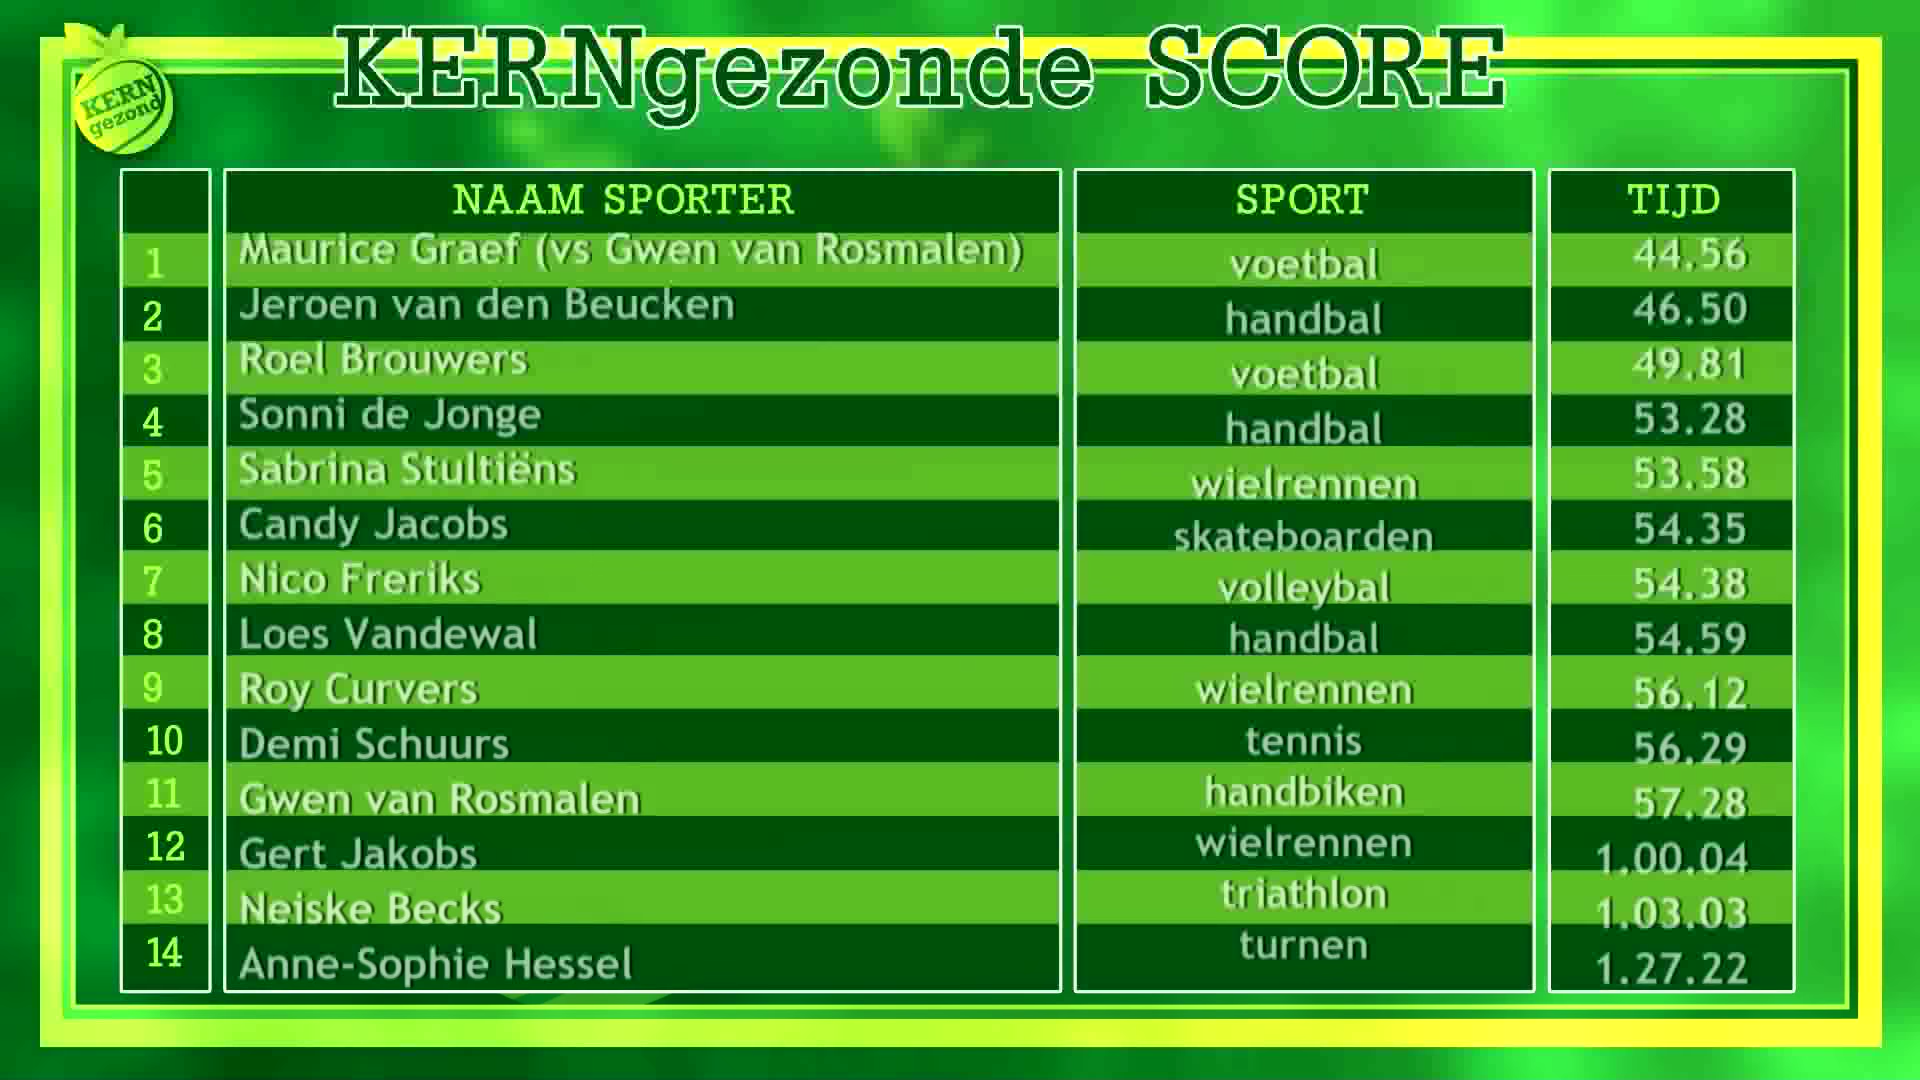 KERNgezonde SCORE
KERN
gezond
NAAM SPORTER SPORT TIJD
1 Maurice Graef (vs Gwen van Rosmalen) voetbal 44.56
2 Jeroen van den Beucken handbal 46.50
3 Roel Brouwers voetbal 49.81
4 Sonni de Jonge handbal 53.28
5 Sabrina Stultiëns wielrennen 53.58
6 Candy Jacobs skateboarden 54.35
7 Nico Freriks volleybal 54.38
8 Loes Vandewal handbal 54.59
9 Roy Curvers wielrennen 56.12
10 Demi Schuurs tennis 56.29
11 Gwen van Rosmalen handbiken 57.28
12 Gert Jakobs wielrennen 1.00.04
13 Neiske Becks triathlon 1.03.03
14 Anne-Sophie Hessel turnen 1.27.22